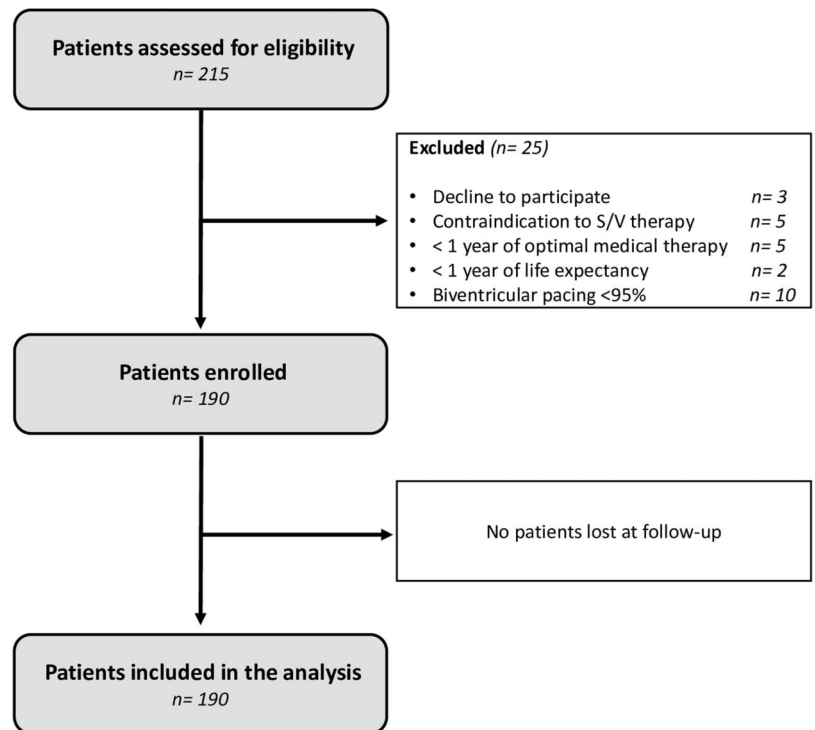 Patients assessed for eligibility
n= 215
Excluded (n= 25)
• Decline to participate n= 3
• Contraindication to S/V therapy n= 5
• < 1 year of optimal medical therapy n= 5
• < 1 year of life expectancy n= 2
• Biventricular pacing <95% n= 10
Patients enrolled
n= 190
No patients lost at follow-up
Patients included in the analysis
n= 190